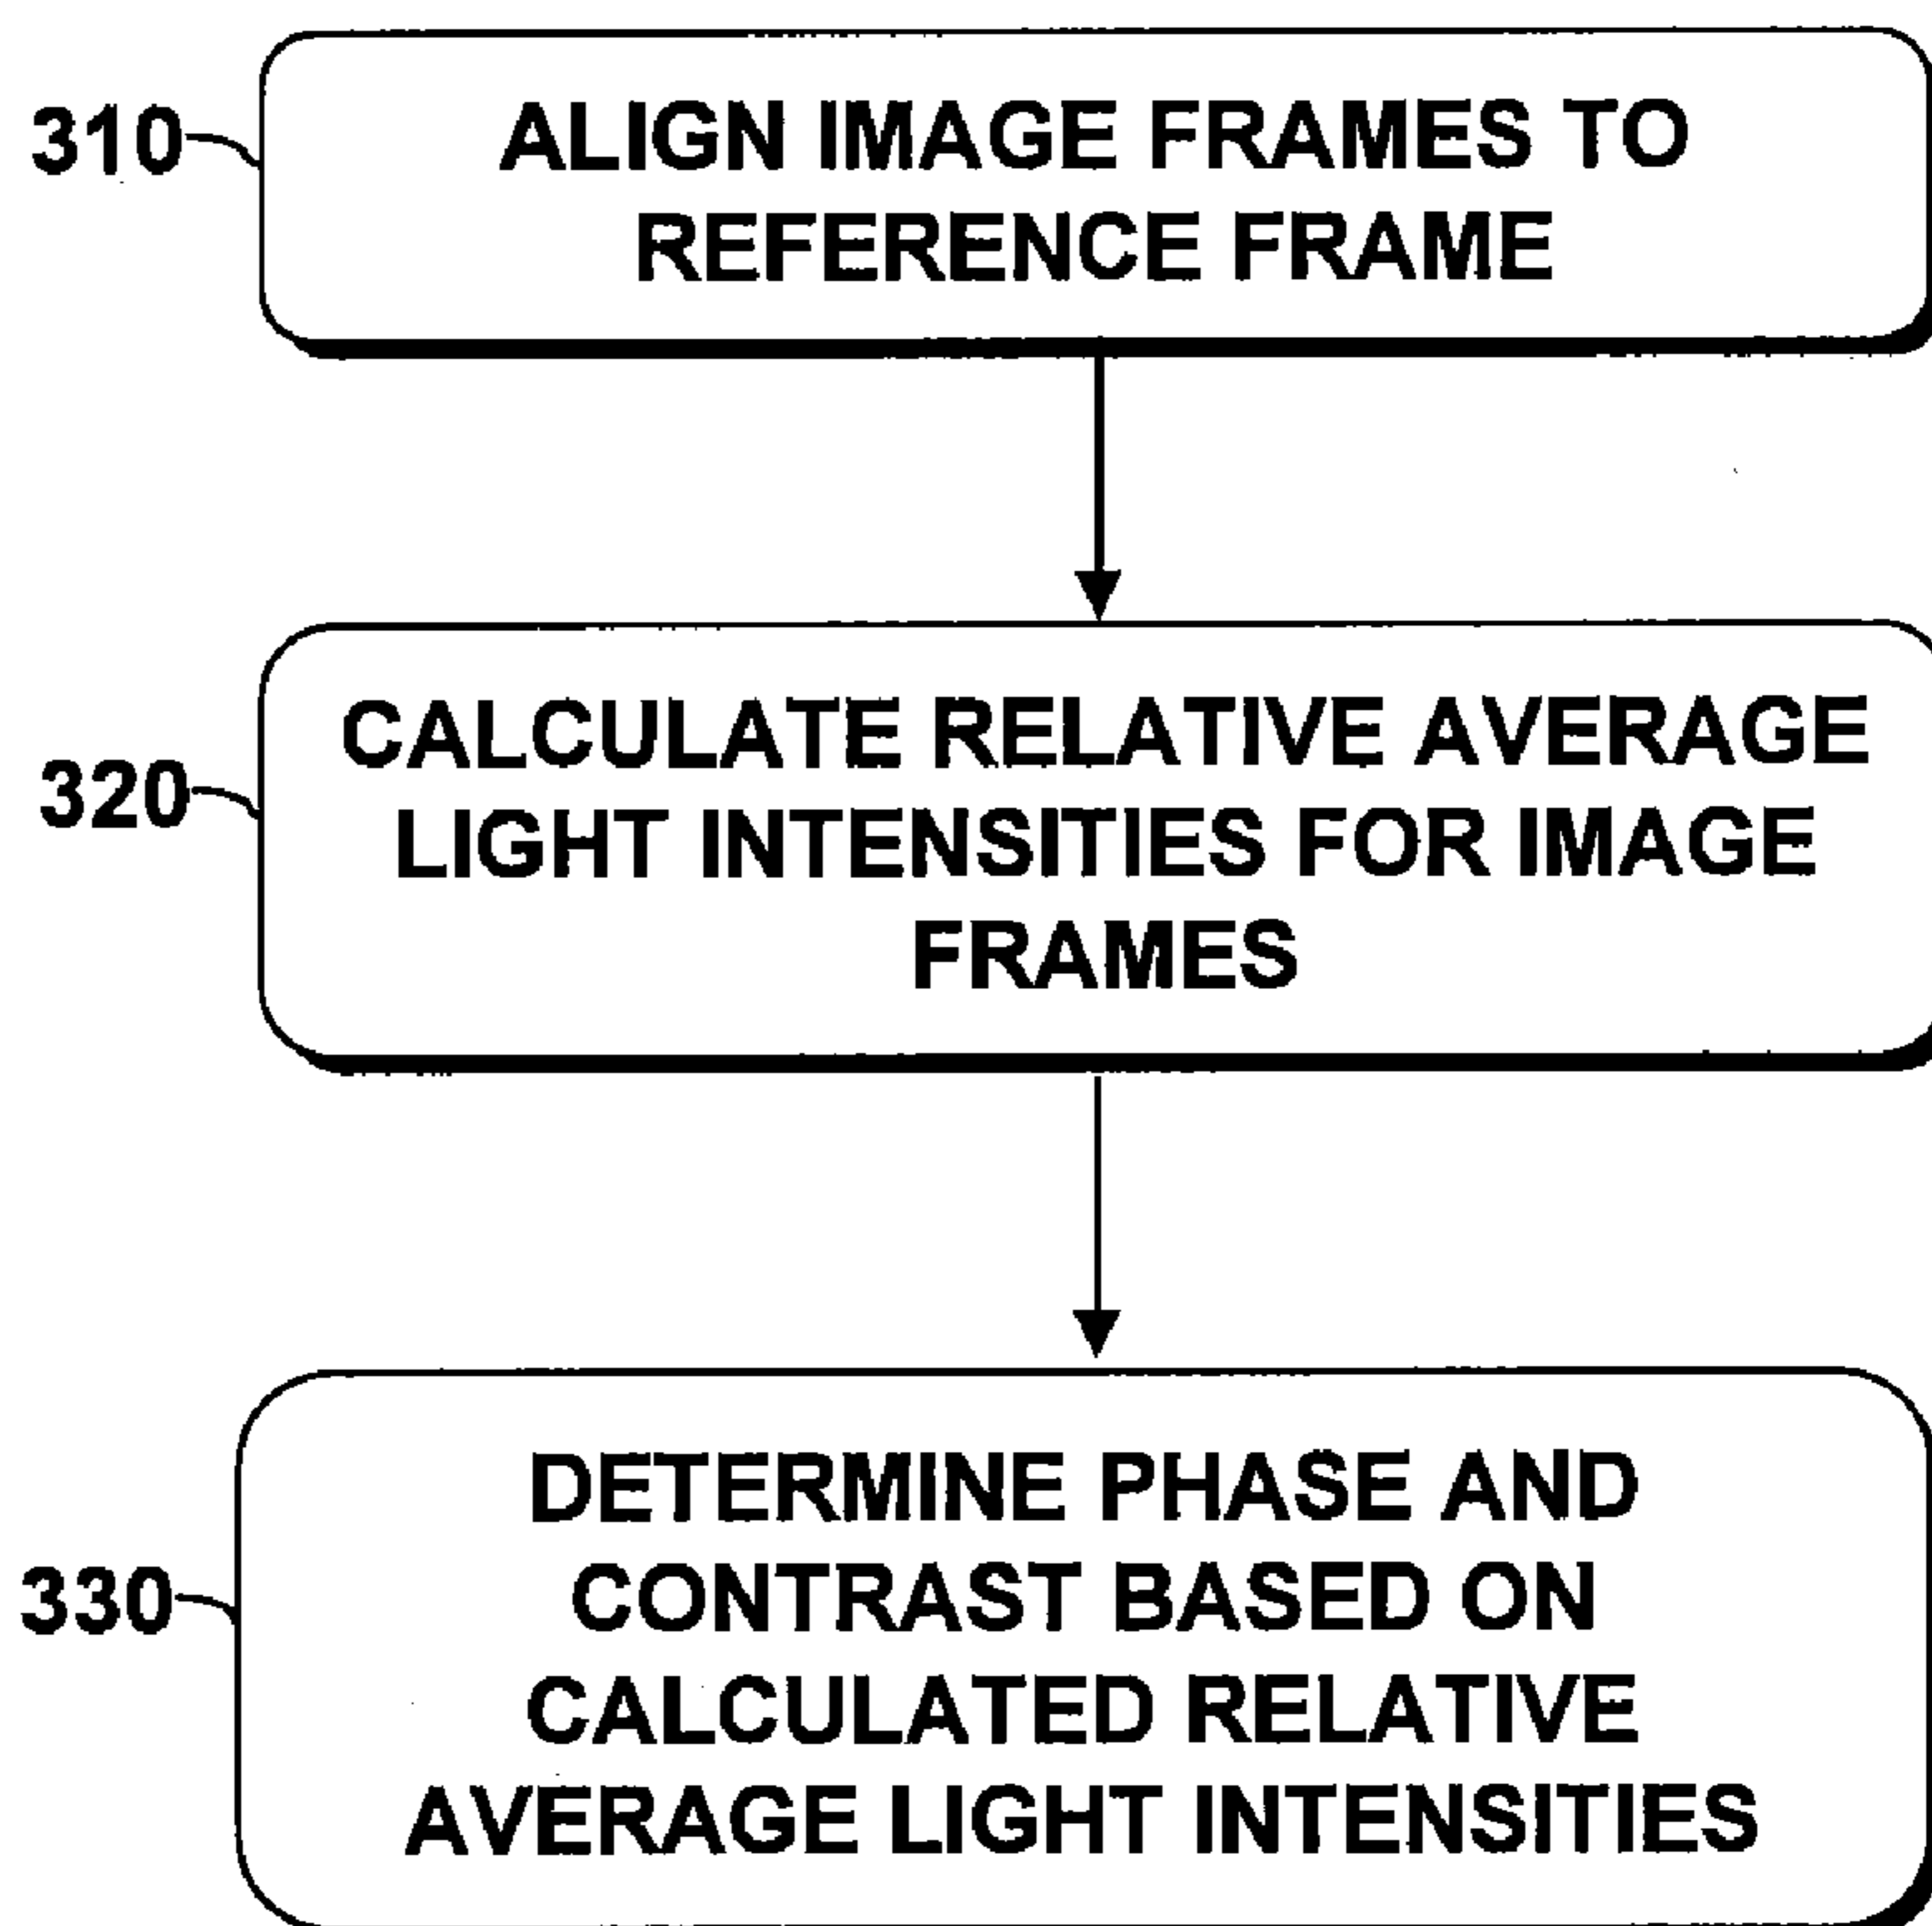 310
ALIGN IMAGE FRAMES TO
REFERENCE FRAME
320
CALCULATE RELATIVE AVERAGE
LIGHT INTENSITIES FOR IMAGE
FRAMES
330
DETERMINE PHASE AND
CONTRAST BASED ON
CALCULATED RELATIVE
AVERAGE LIGHT INTENSITIES